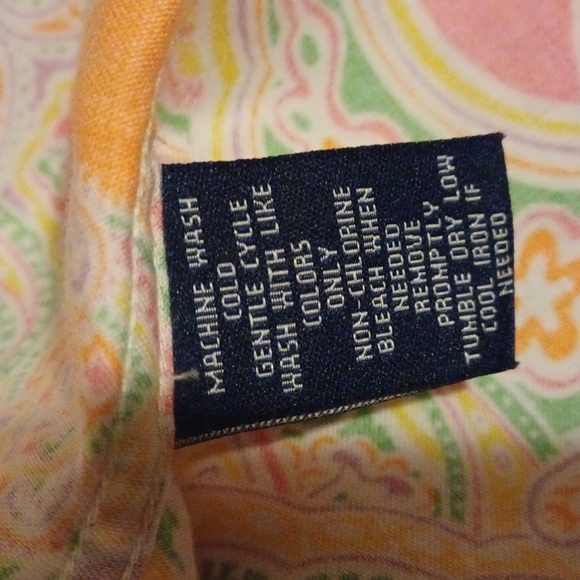 MACHINE WASH
COLD
GENTLE CYCLE
WASH WITH LIKE
COLORS
ONLY
NON-CHLORINE
BLEACH WHEN
NEEDED
REMOVE
PROMPTLY
TUMBLE DRY LOW
COOL IRON IF
NEEDED